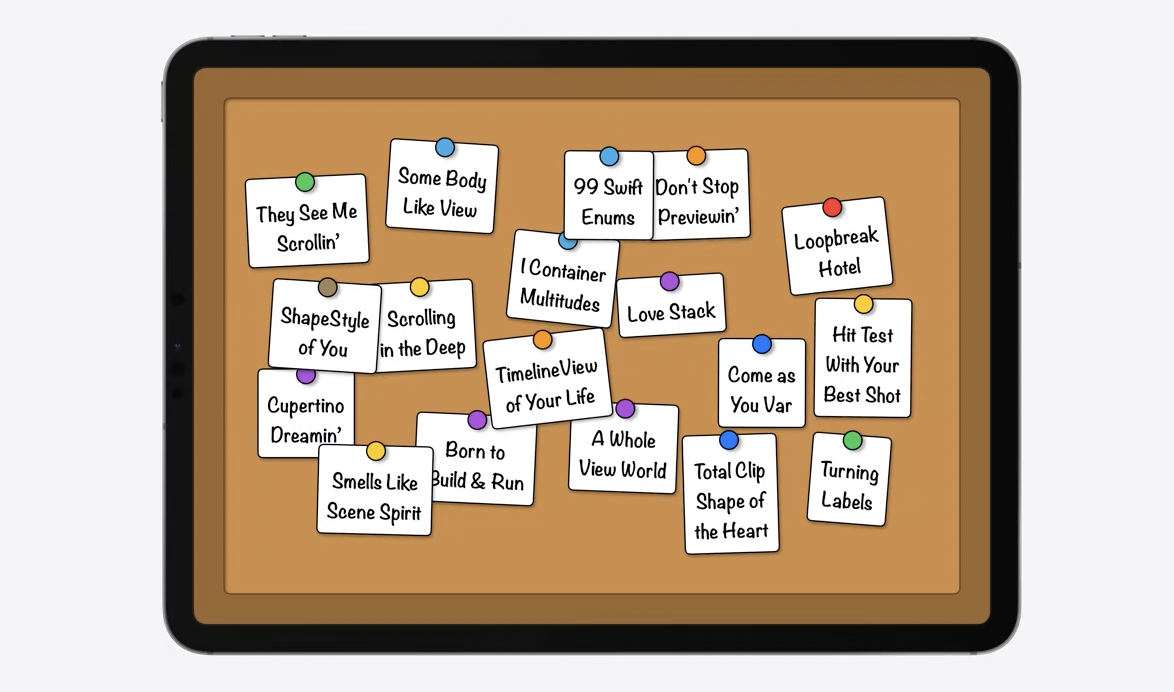 They See Me
Scrollin’
Some Body
Like View
99 Swift
Enums
Don't Stop
Previewin’
Loopbreak
Hotel
I Container
Multitudes
Love Stack
ShapeStyle
of You
Scrolling
in the Deep
TimelineView
of Your Life
Hit Test
With Your
Best Shot
Come as
You Var
Cupertino
Dreamin’
Born to
Build & Run
A Whole
View World
Smells Like
Scene Spirit
Total Clip
Shape of
the Heart
Turning
Labels